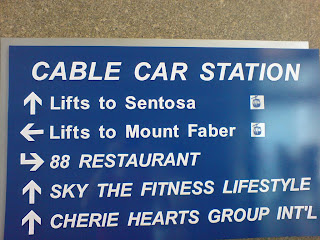 CABLE CAR STATION
Lifts to Sentosa
Lifts to Mount Faber
88 RESTAURANT
SKY THE FITNESS LIFESTYLE
CHERIE HEARTS GROUP INT'L